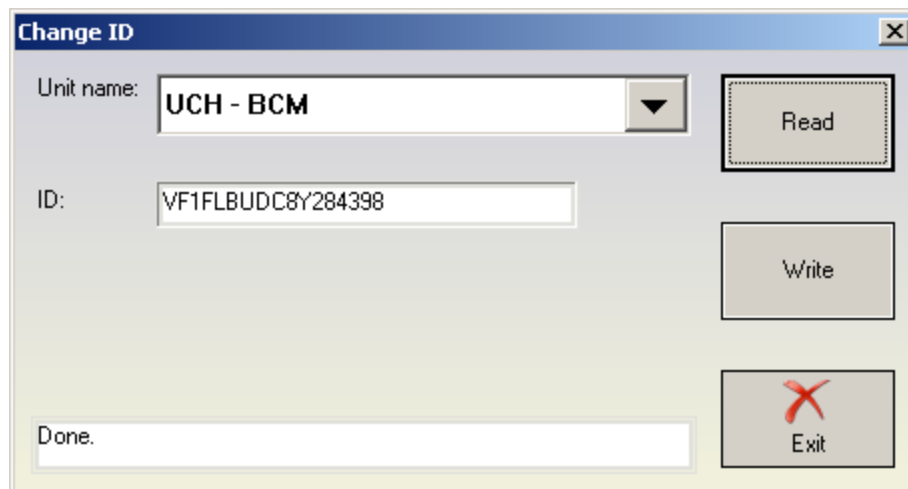 Change ID
Unit name:
UCH - BCM
Read
ID:
VF1FLBUDC8Y284398
Write
Done.
Exit